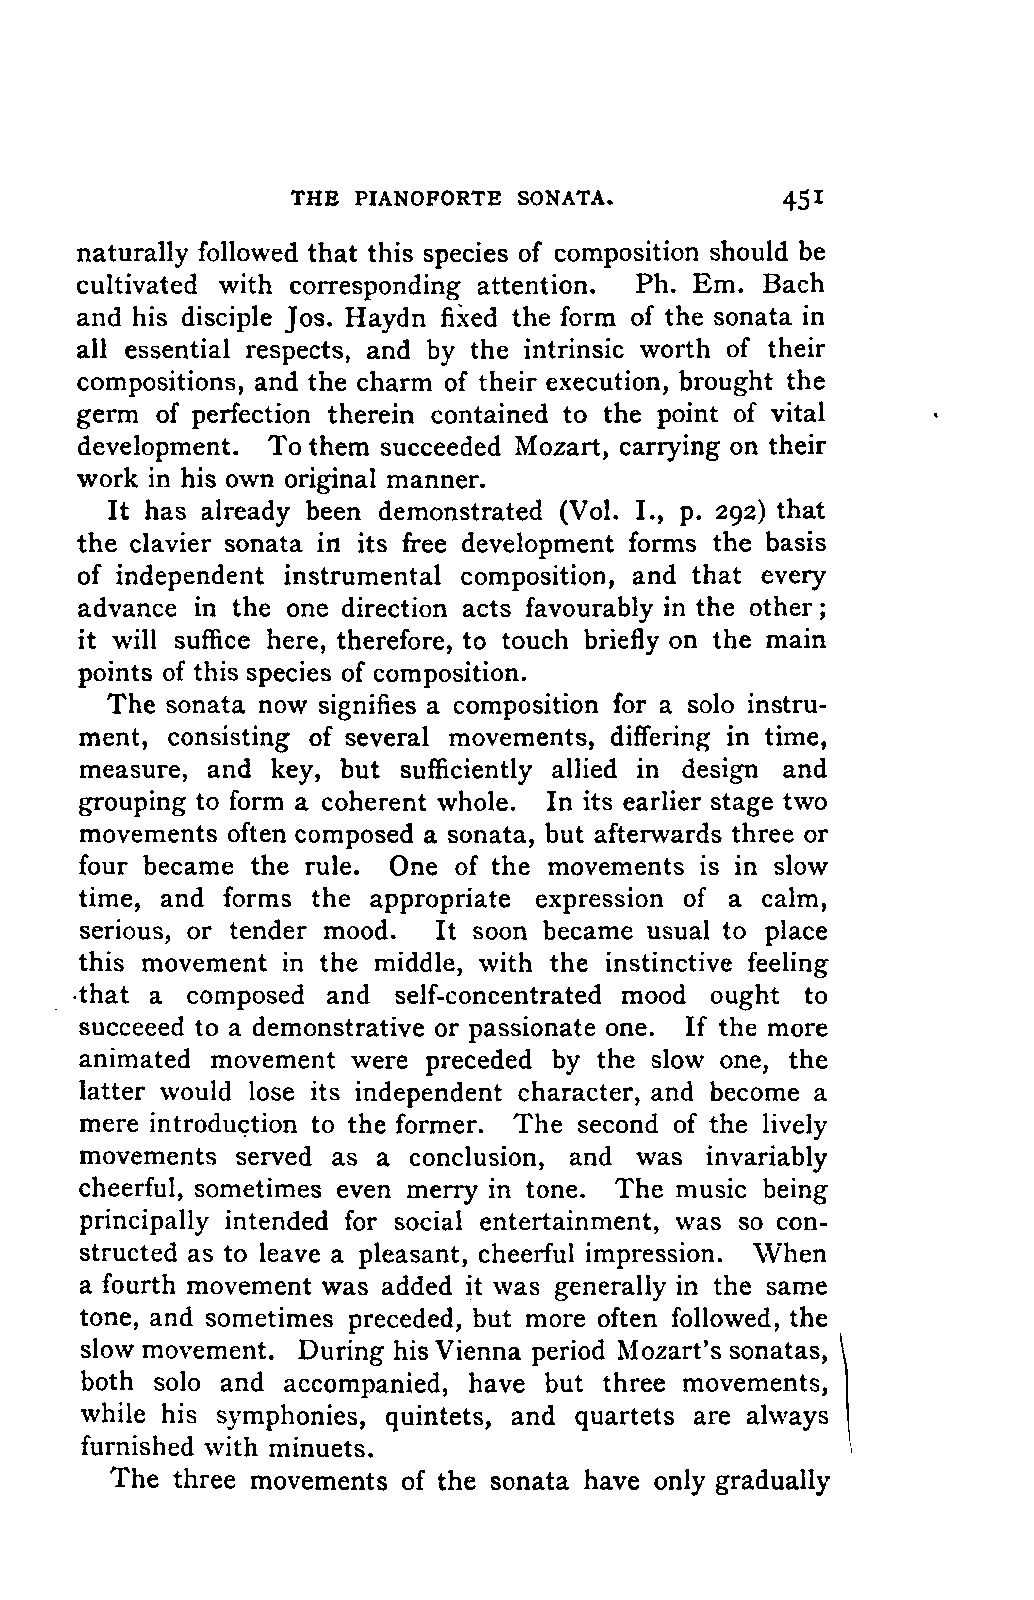 THE PIANOFORTE SONATA. 451
naturally followed that this species of composition should be
cultivated with corresponding attention. Ph. Em. Bach
and his disciple Jos. Haydn fixed the form of the sonata in
all essential respects, and by the intrinsic worth of their
compositions, and the charm of their execution, brought the
germ of perfection therein contained to the point of vital
development. To them succeeded Mozart, carrying on their
work in his own original manner.
It has already been demonstrated (Vol. I., p. 292) that
the clavier sonata in its free development forms the basis
of independent instrumental composition, and that every
advance in the one direction acts favourably in the other;
it will suffice here, therefore, to touch briefly on the main
points of this species of composition.
The sonata now signifies a composition for a solo instru-
ment, consisting of several movements, differing in time,
measure, and key, but sufficiently allied in design and
grouping to form a coherent whole. In its earlier stage two
movements often composed a sonata, but afterwards three or
four became the rule. One of the movements is in slow
time, and forms the appropriate expression of a calm,
serious, or tender mood. It soon became usual to place
this movement in the middle, with the instinctive feeling
that a composed and self-concentrated mood ought to
succeeed to a demonstrative or passionate one. If the more
animated movement were preceded by the slow one, the
latter would lose its independent character, and become a
mere introduction to the former. The second of the lively
movements served as a conclusion, and was invariably
cheerful, sometimes even merry in tone. The music being
principally intended for social entertainment, was so con-
structed as to leave a pleasant, cheerful impression. When
a fourth movement was added it was generally in the same
tone, and sometimes preceded, but more often followed, the
slow movement. During his Vienna period Mozart's sonatas,
both solo and accompanied, have but three movements,
while his symphonies, quintets, and quartets are always
furnished with minuets.
The three movements of the sonata have only gradually